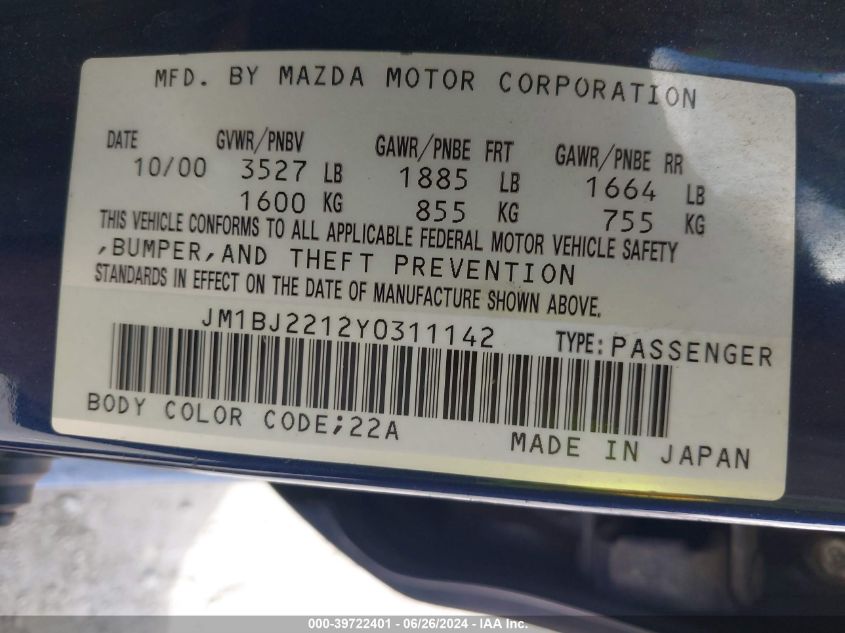 MFD. BY MAZDA MOTOR CORPORATION
DATE GVWR/PNBV GAWR/PNBE FRT GAWR/PNBE RR
10/00 3527 LB 1885 LB 1664 LB
1600 KG 855 KG 755 KG
THIS VEHICLE CONFORMS TO ALL APPLICABLE FEDERAL MOTOR VEHICLE SAFETY
,BUMPER,AND THEFT PREVENTION
STANDARDS IN EFFECT ON THE DATE OF MANUFACTURE SHOWN ABOVE.
JM1BJ2212Y0311142 TYPE:PASSENGER
BODY COLOR CODE;22A
MADE IN JAPAN
000-39722401 - 06/26/2024 - IAA Inc.